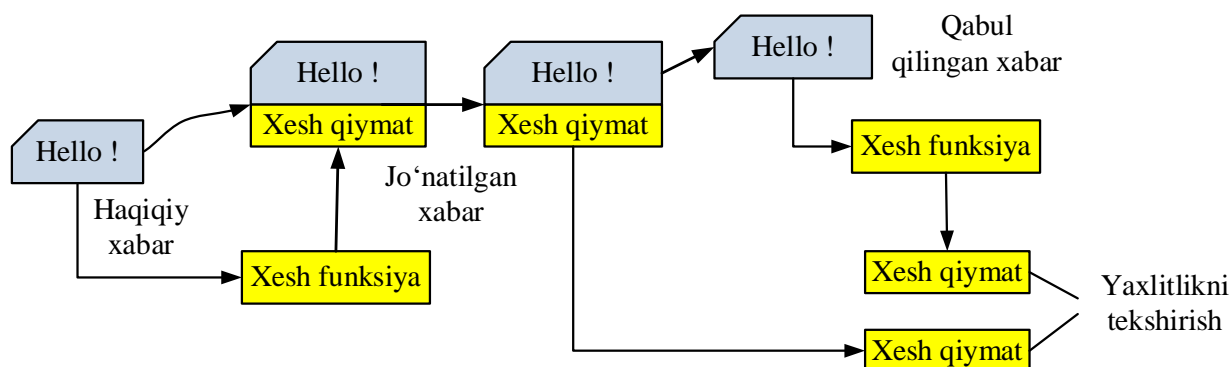 Hello !
Xesh qiymat
Hello !
Xesh qiymat
Hello !
Qabul
qilingan xabar
Hello !
Xesh funksiya
Jo‘natilgan
xabar
Haqiqiy
xabar
Xesh funksiya
Xesh qiymat
Yaxlitlikni
tekshirish
Xesh qiymat